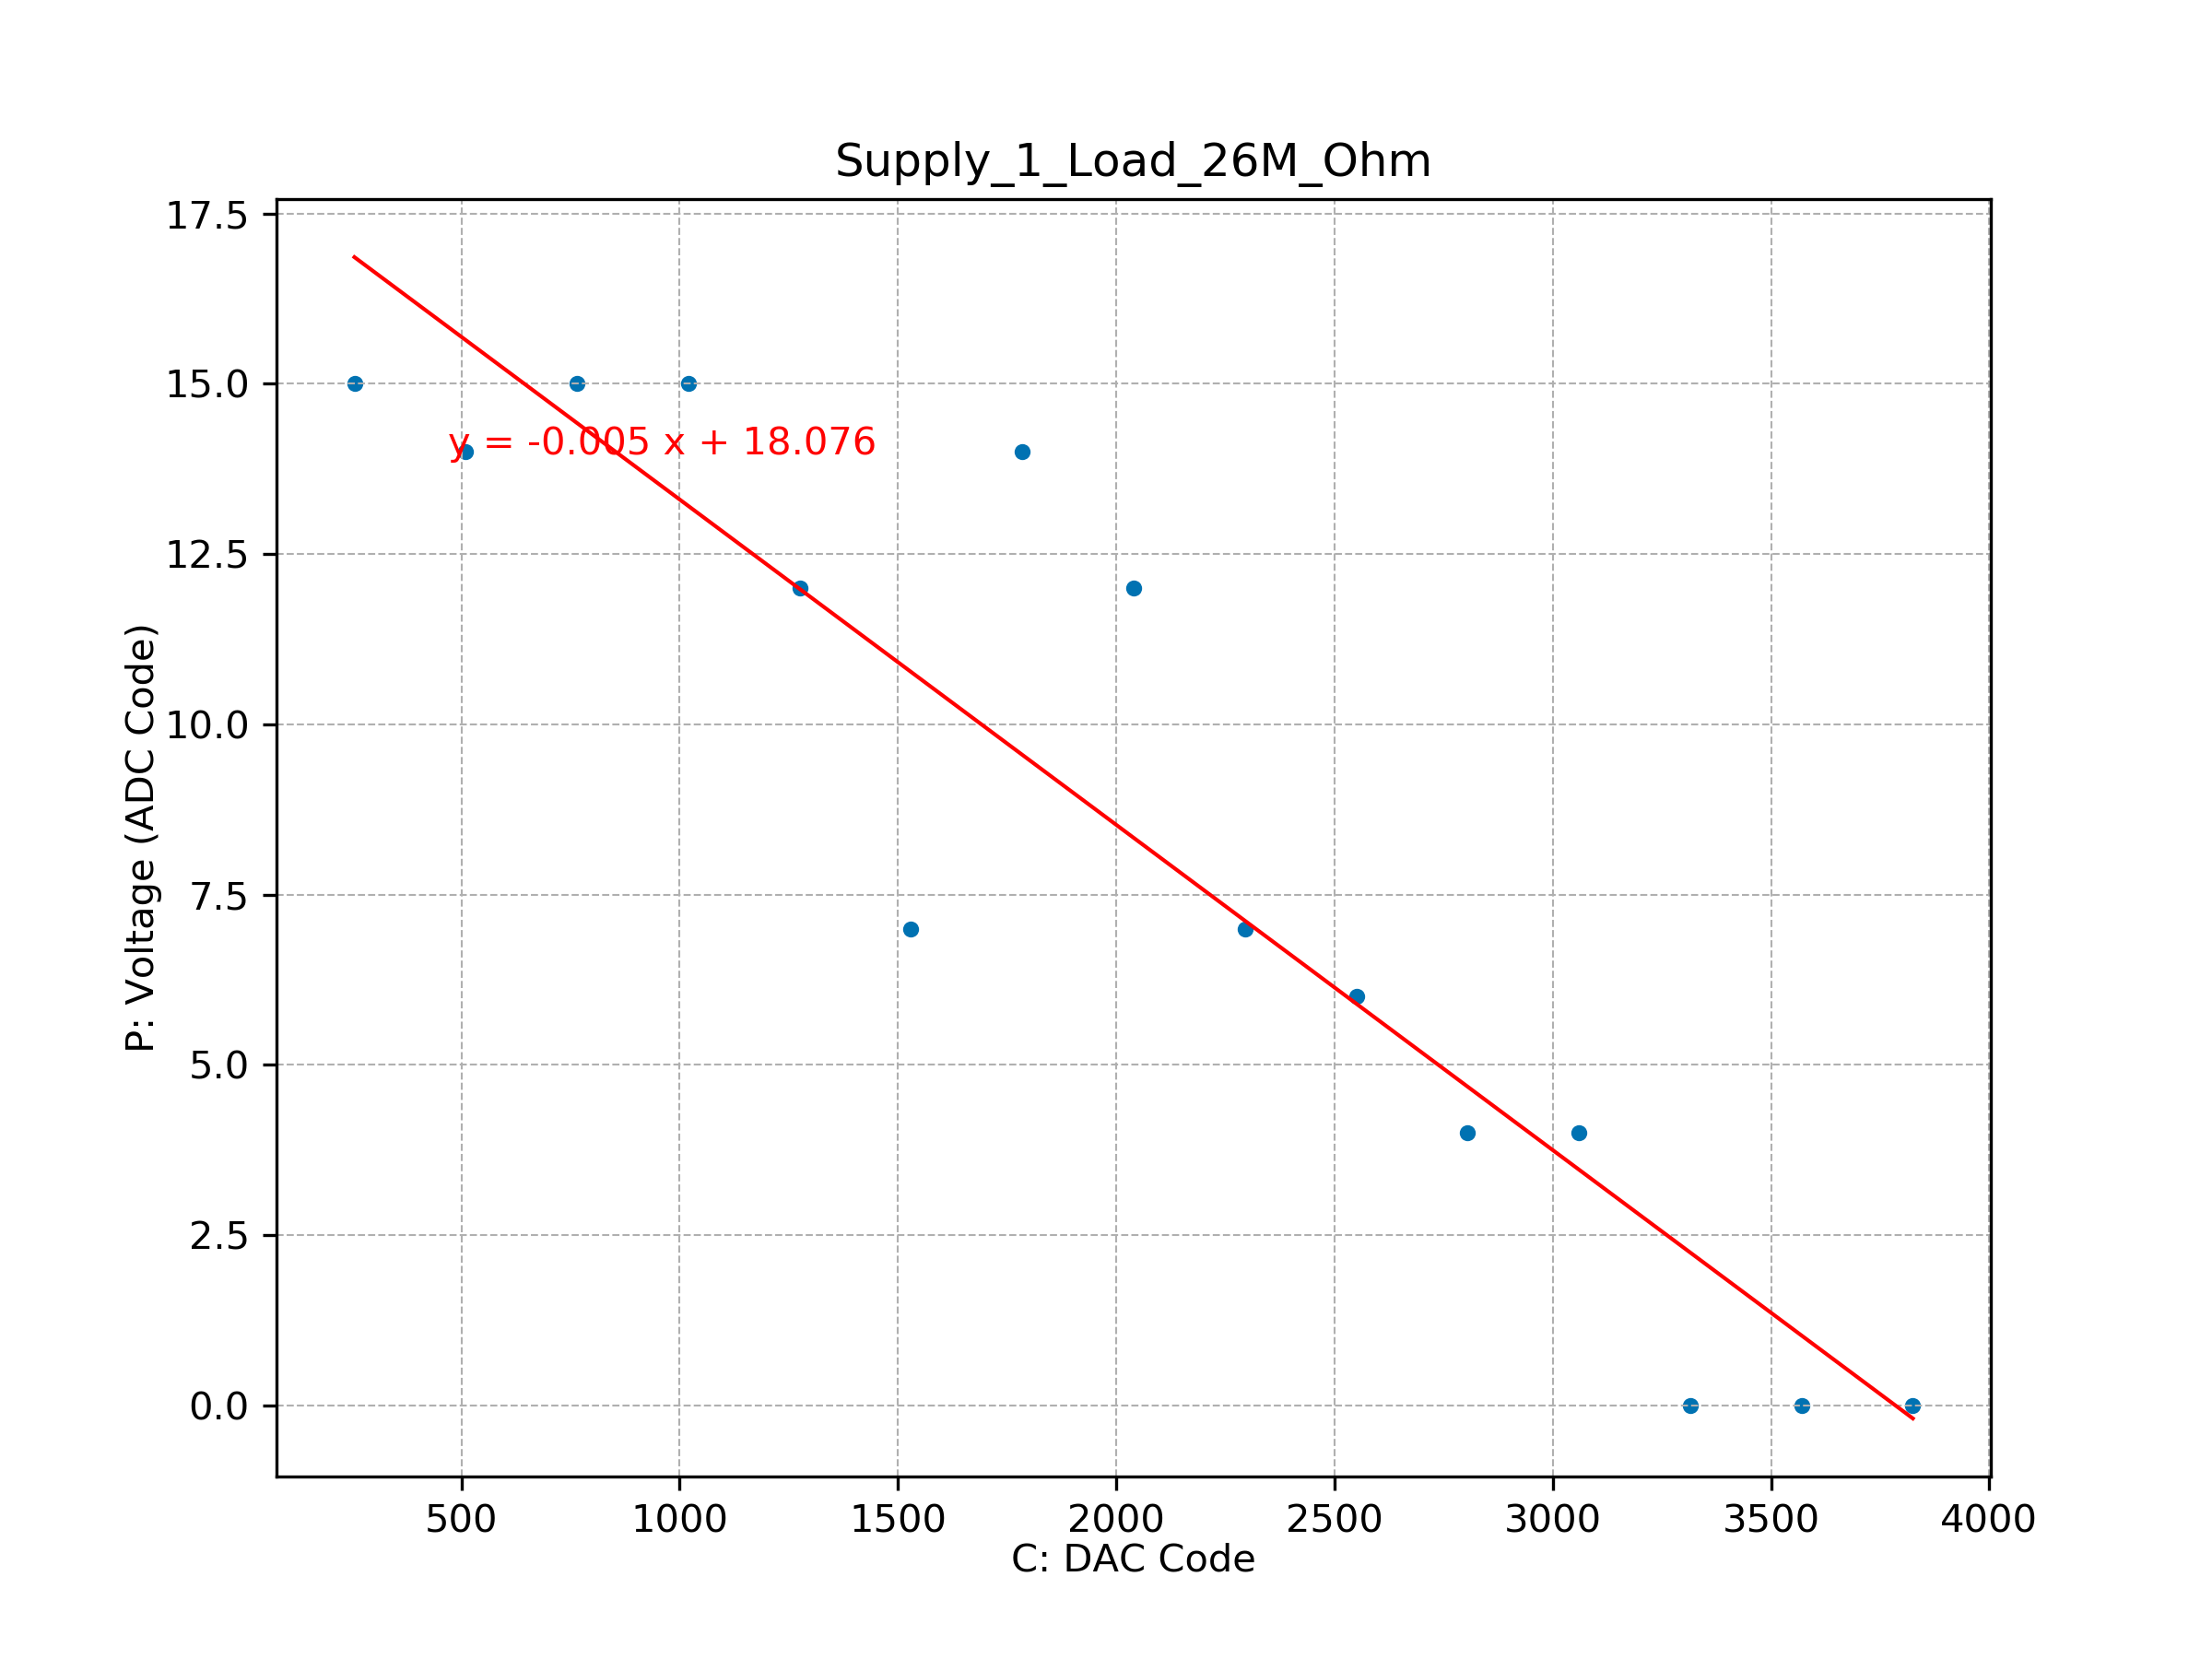 Supply_1_Load_26M_Ohm
17.5
15.0
12.5
10.0
7.5
5.0
2.5
0.0
P: Voltage (ADC Code)
y = -0.005 x + 18.076
500 1000 1500 2000 2500 3000 3500 4000
C: DAC Code